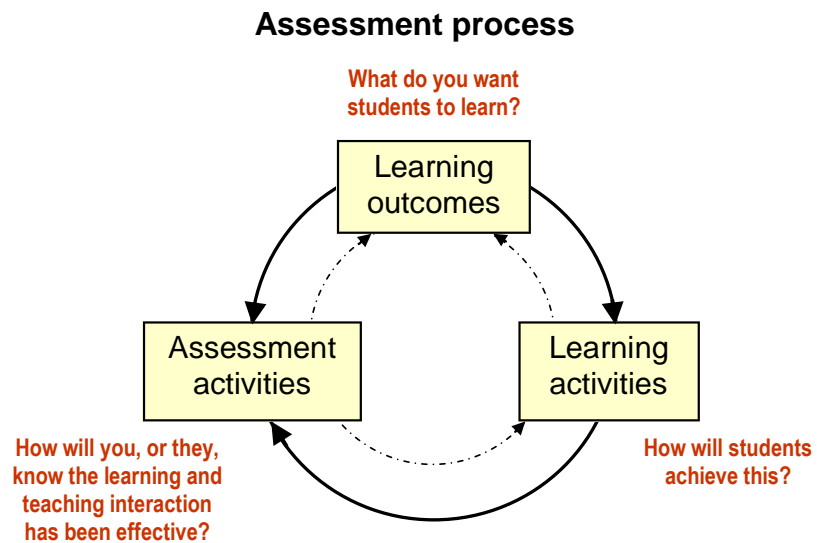 Assessment process
What do you want
students to learn?
Learning
outcomes
Assessment
activities
Learning
activities
How will you, or they,
know the learning and
teaching interaction
has been effective?
How will students
achieve this?